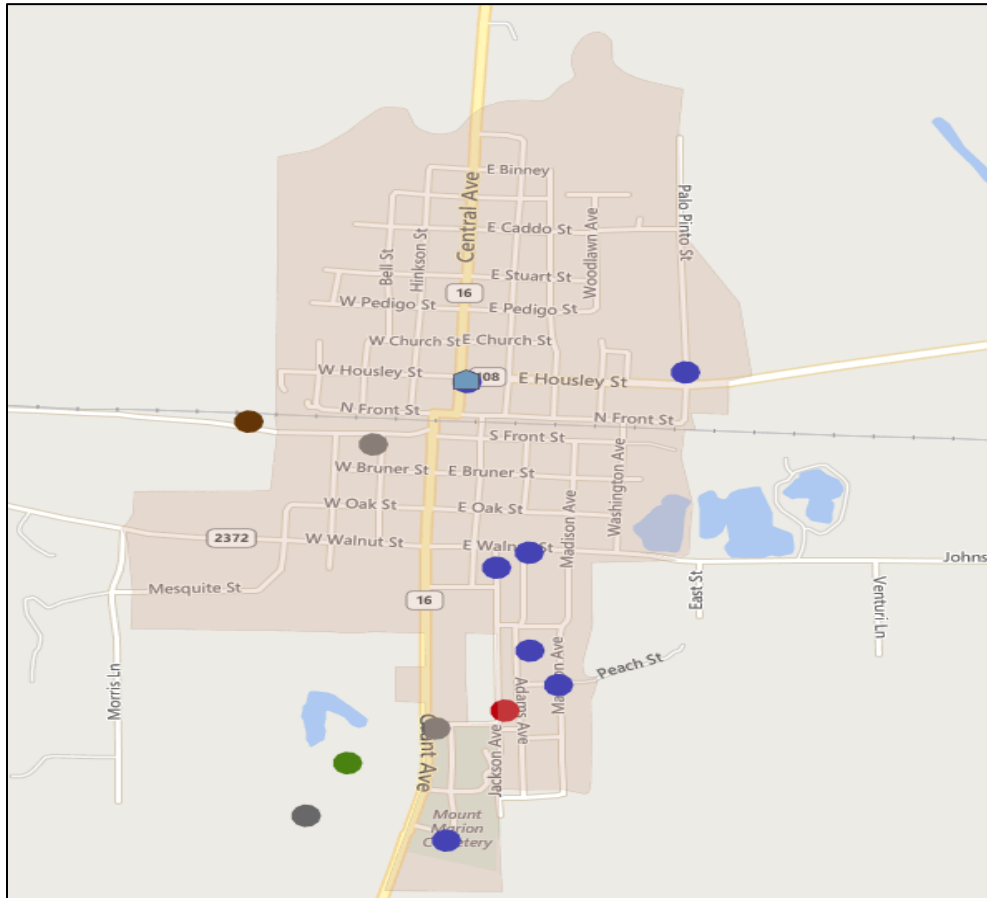 E Binney
Central Ave
Palo Pinto St
E Caddo St
Woodlawn Ave
Hinkson St
Bell St
E Stuart St
16
W Pedigo St
E Pedigo St
W Church St
E Church St
W Housley St
108
E Housley St
N Front St
N Front St
S Front St
W Bruner St
E Bruner St
Washington Ave
Madison Ave
W Oak St
E Oak St
2372
W Walnut St
E Walnut St
Johns
Mesquite St
16
East St
Venturi Ln
Peach St
Morris Ln
Adams Ave
Jackson Ave
Grant Ave
Mount
Marion
Cemetery